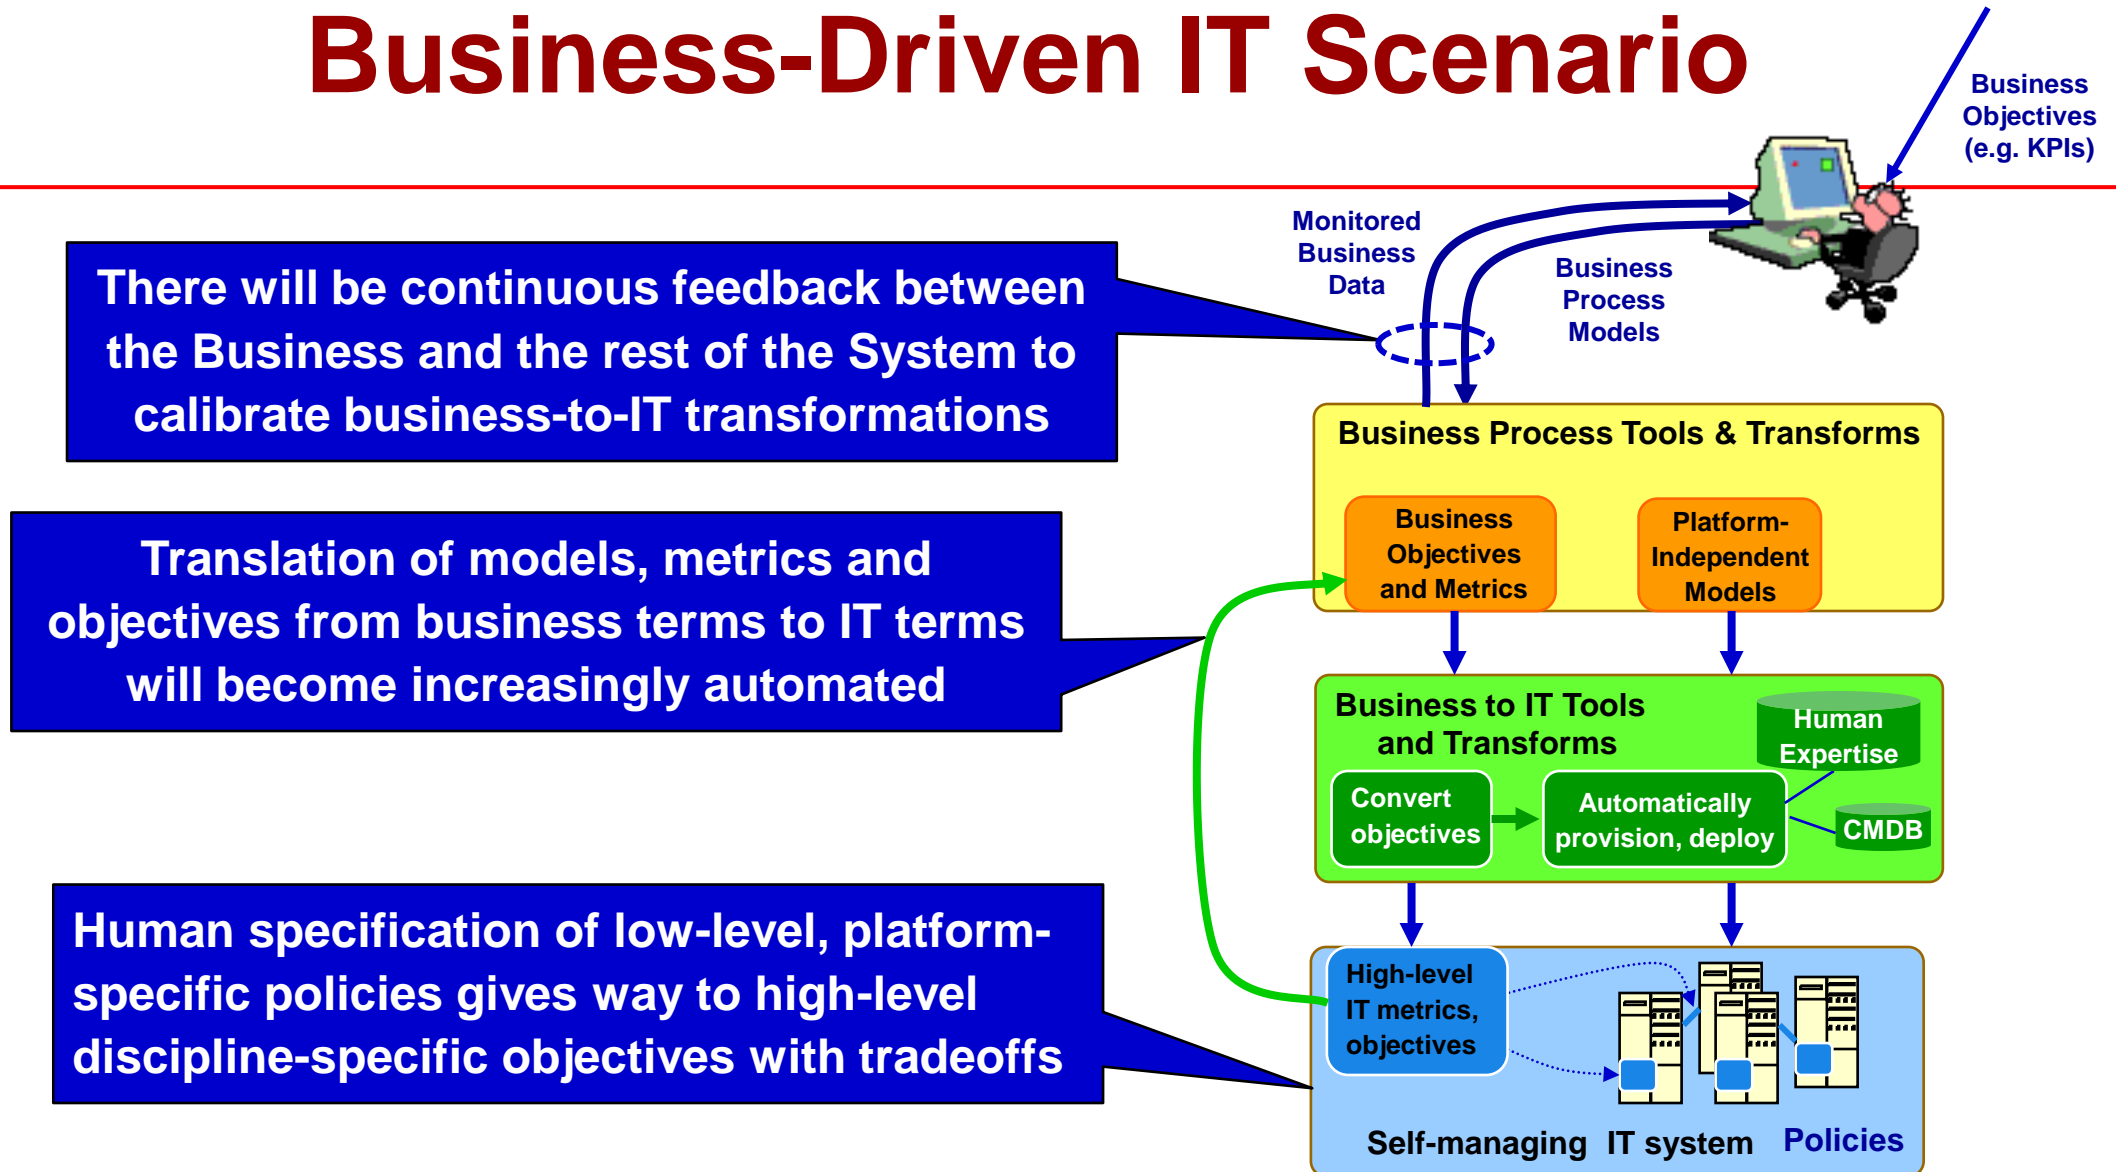 Business-Driven IT Scenario
Business
Objectives
(e.g. KPIs)
Monitored
Business
Data
Business
Process
Models
There will be continuous feedback between
the Business and the rest of the System to
calibrate business-to-IT transformations
Business Process Tools & Transforms
Business
Objectives
and Metrics
Platform-
Independent
Models
Translation of models, metrics and
objectives from business terms to IT terms
will become increasingly automated
Business to IT Tools
and Transforms
Human
Expertise
Convert
objectives
Automatically
provision, deploy
CMDB
Human specification of low-level, platform-
specific policies gives way to high-level
discipline-specific objectives with tradeoffs
High-level
IT metrics,
objectives
Self-managing IT system
Policies